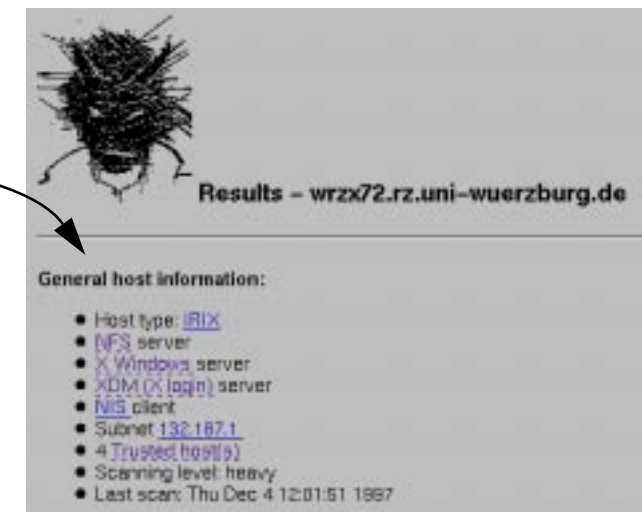 Results – wrzx72.rz.uni–wuerzburg.de
General host information:
● Host type: IRIX
● NFS server
● X Windows server
● XDM (X login) server
● NIS client
● Subnet 132.187.1
● 4 Trusted host(s)
● Scanning level: heavy
● Last scan: Thu Dec 4 12:01:51 1997